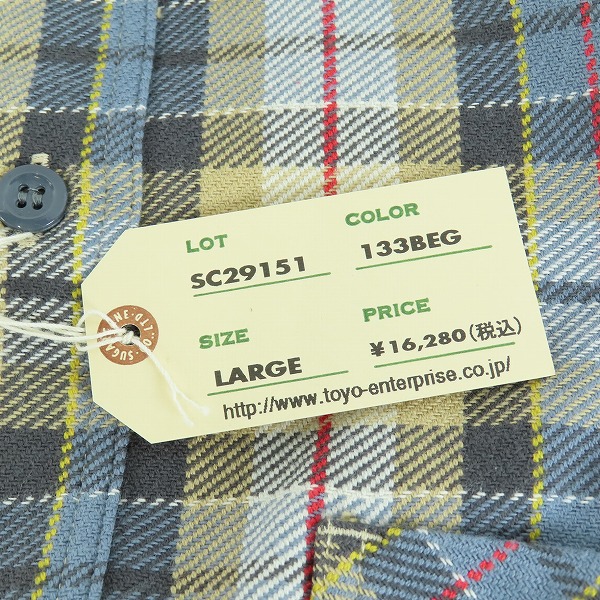 LOT
SC29151
COLOR
133BEG
SIZE
LARGE
PRICE
¥16,280(税込)
http://www.toyo-enterprise.co.jp/